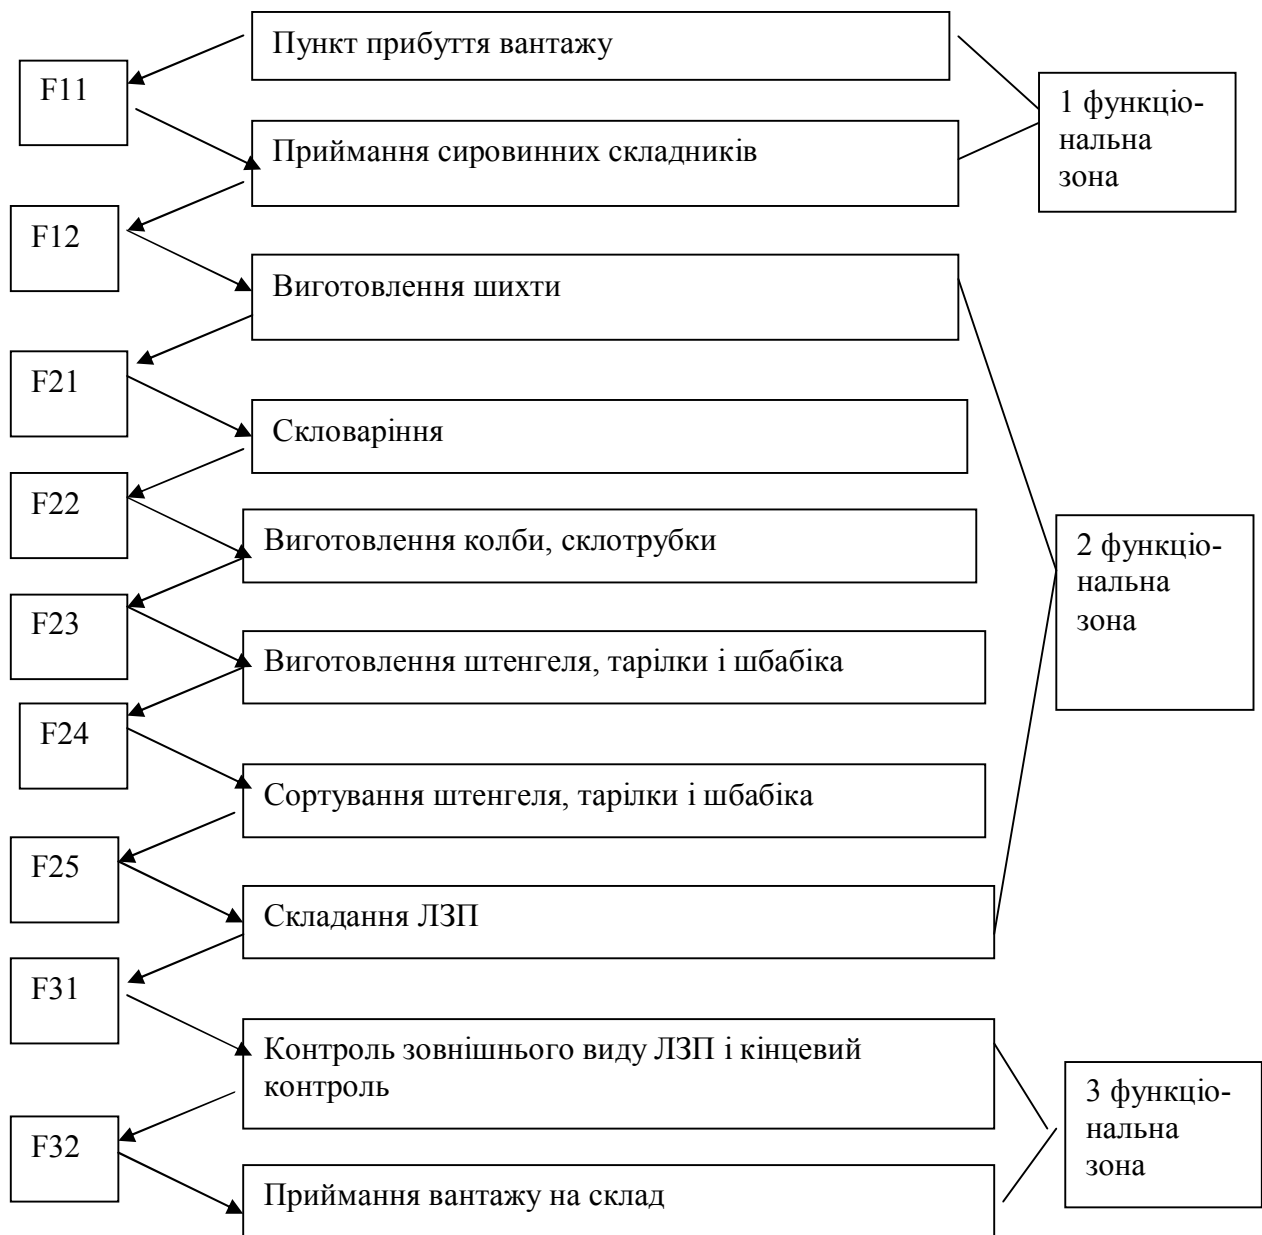 Пункт прибуття вантажу
F11
1 функціо-
нальна
зона
Приймання сировинних складників
F12
Виготовлення шихти
F21
Скловаріння
F22
Виготовлення колби, склотрубки
2 функціо-
нальна
зона
F23
Виготовлення штенгеля, тарілки і шбабіка
F24
Сортування штенгеля, тарілки і шбабіка
F25
Складання ЛЗП
F31
Контроль зовнішнього виду ЛЗП і кінцевий
контроль
3 функціо-
нальна
зона
F32
Приймання вантажу на склад